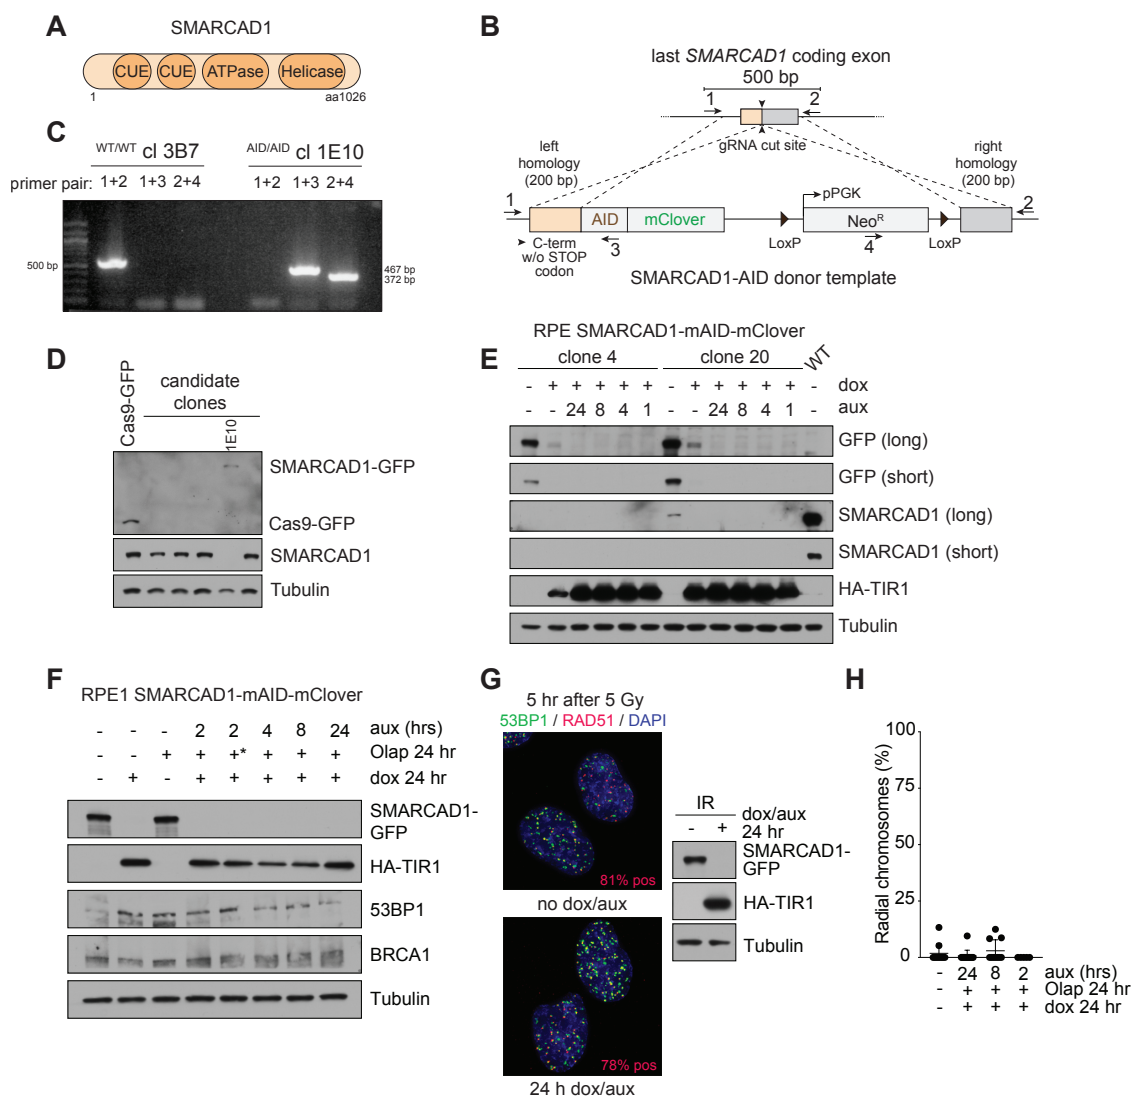 A
SMARCAD1
CUE CUE ATPase Helicase
1 aa1026
B
last SMARCAD1 coding exon
500 bp
1 2
gRNA cut site
left
homology
(200 bp)
right
homology
(200 bp)
1 2
pPGK
AID mClover NeoR
3 4
LoxP LoxP
C-term
w/o STOP
codon
SMARCAD1-AID donor template
C
WT/WT cl 3B7 AID/AID cl 1E10
primer pair: 1+2 1+3 2+4 1+2 1+3 2+4
500 bp
467 bp
372 bp
D
Cas9-GFP
candidate
clones
1E10
SMARCAD1-GFP
Cas9-GFP
SMARCAD1
Tubulin
E
RPE SMARCAD1-mAID-mClover
clone 4 clone 20 WT
- + + + + + - + + + + + - dox
- - 24 8 4 1 - - 24 8 4 1 - aux
GFP (long)
GFP (short)
SMARCAD1 (long)
SMARCAD1 (short)
HA-TIR1
Tubulin
F
RPE1 SMARCAD1-mAID-mClover
- - - 2 2 4 8 24 aux (hrs)
- - + + +* + + + Olap 24 hr
- + - + + + + + dox 24 hr
SMARCAD1-
GFP
HA-TIR1
53BP1
BRCA1
Tubulin
G
5 hr after 5 Gy
53BP1 / RAD51 / DAPI
81% pos
no dox/aux
78% pos
24 h dox/aux
IR
- + dox/aux
24 hr
SMARCAD1-
GFP
HA-TIR1
Tubulin
H
Radial chromosomes (%)
100
75
50
25
0
- 24 8 2 aux (hrs)
- + + + Olap 24 hr
- + + + dox 24 hr